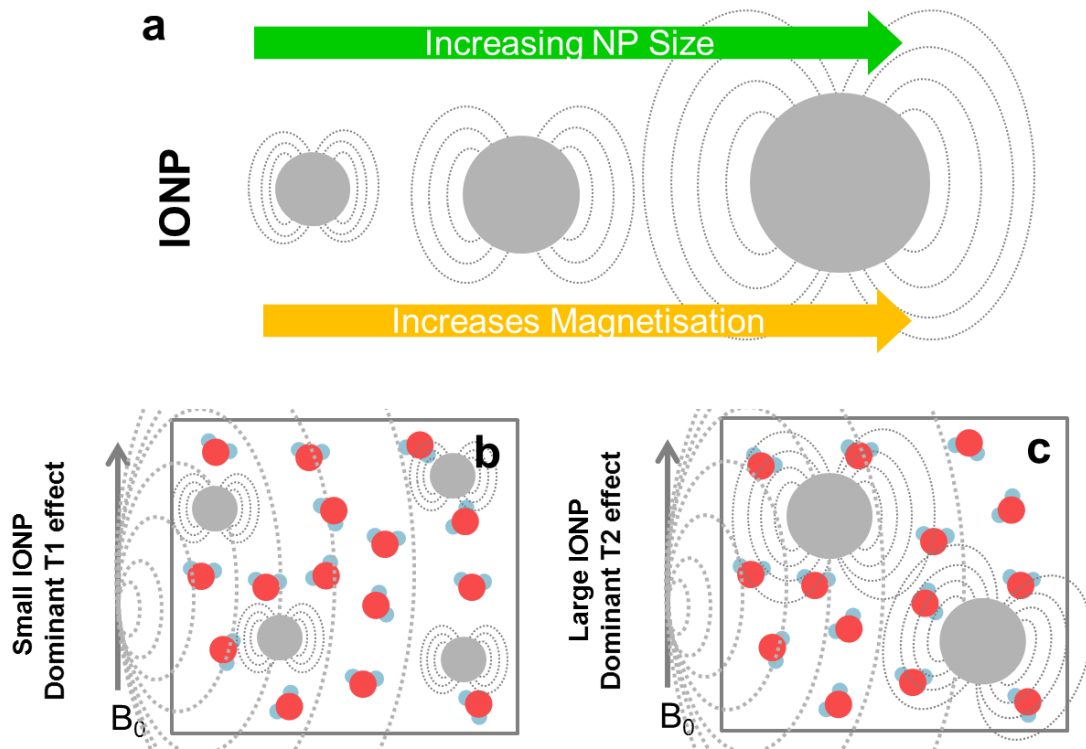 a
Increasing NP Size
IONP
Increases Magnetisation
Small IONP
Dominant T1 effect
b
B₀
Large IONP
Dominant T2 effect
c
B₀